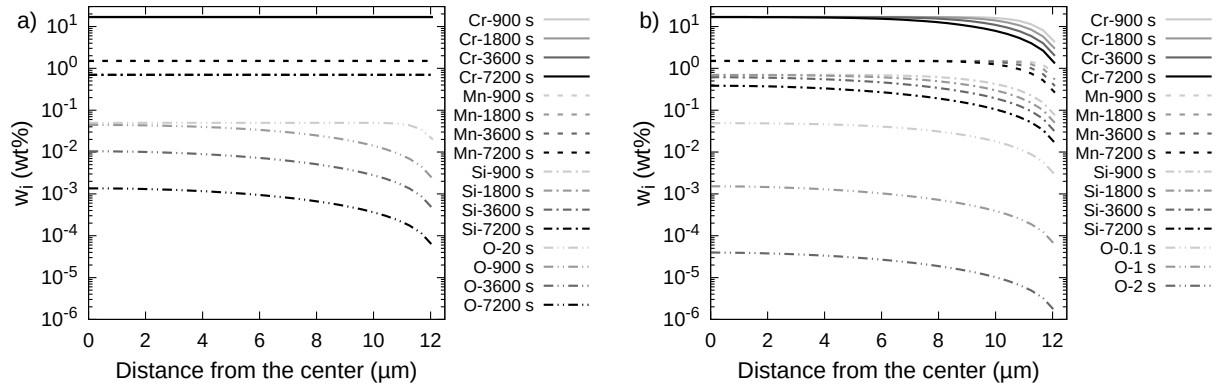 a)
w_i (wt%)
10^1
10^0
10^-1
10^-2
10^-3
10^-4
10^-5
10^-6
0 2 4 6 8 10 12
Distance from the center (µm)
Cr-900 s
Cr-1800 s
Cr-3600 s
Cr-7200 s
Mn-900 s
Mn-1800 s
Mn-3600 s
Mn-7200 s
Si-900 s
Si-1800 s
Si-3600 s
Si-7200 s
O-20 s
O-900 s
O-3600 s
O-7200 s
b)
w_i (wt%)
10^1
10^0
10^-1
10^-2
10^-3
10^-4
10^-5
10^-6
0 2 4 6 8 10 12
Distance from the center (µm)
Cr-900 s
Cr-1800 s
Cr-3600 s
Cr-7200 s
Mn-900 s
Mn-1800 s
Mn-3600 s
Mn-7200 s
Si-900 s
Si-1800 s
Si-3600 s
Si-7200 s
O-0.1 s
O-1 s
O-2 s